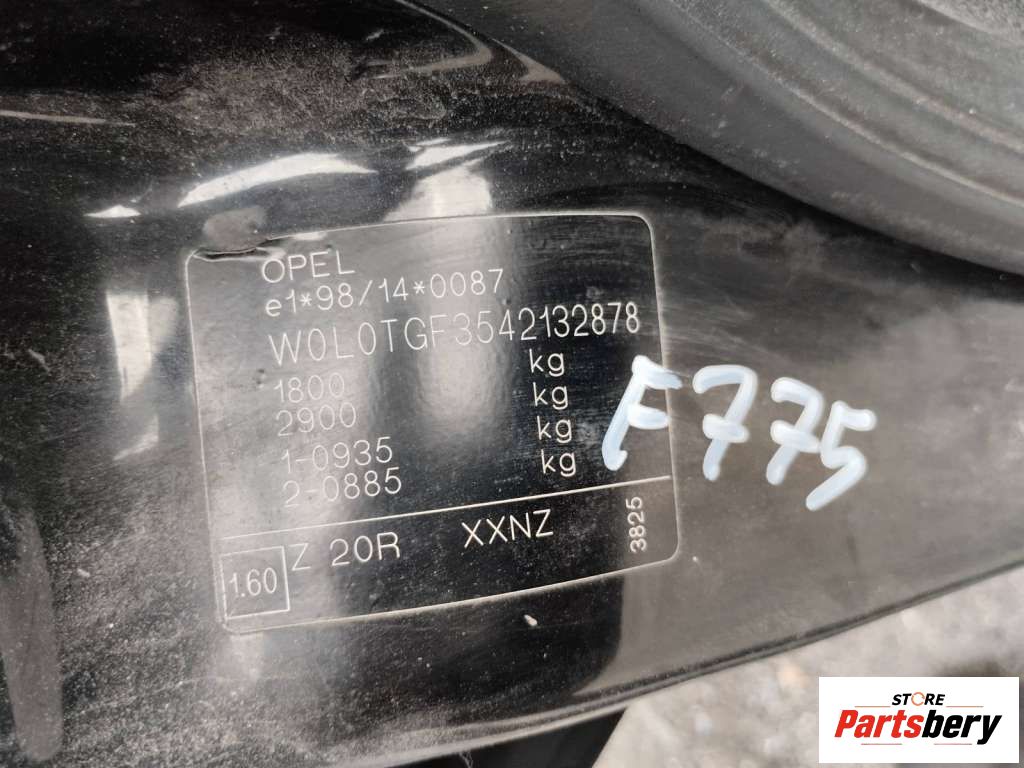 OPEL
e1*98/14*0087
W0L0TGF3542132878
1800 kg
2900 kg
1-0935 kg
2-0885 kg
Z 20R XXNZ 3825
1.60
F775
STORE
Partsbery